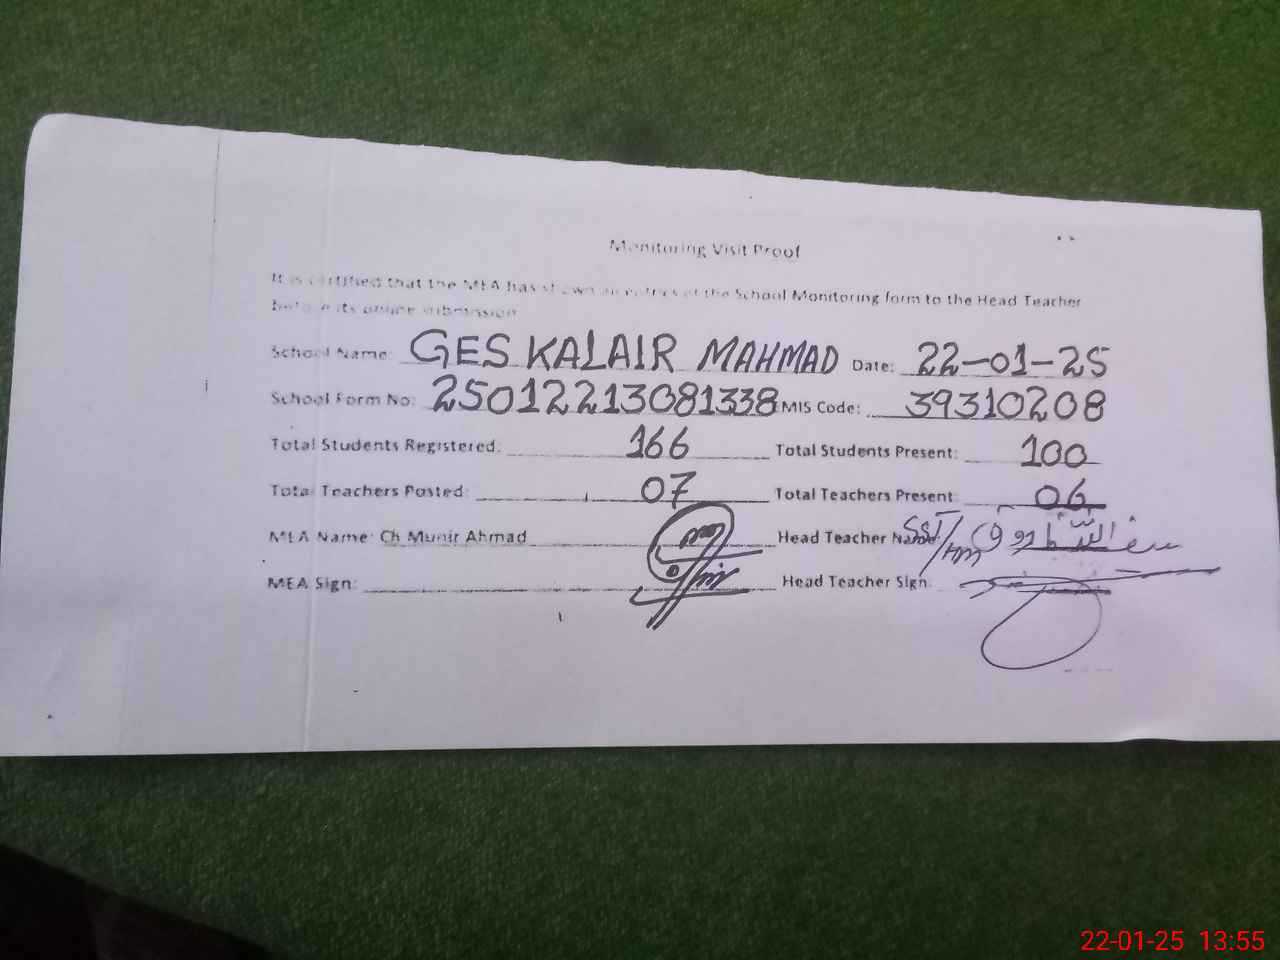 Monitoring Visit Proof
It is certified that the MEA has shown all entries of the School Monitoring form to the Head Teacher
before its online submission
School Name: GES KALAIR MAHMAD Date: 22-01-25
School Form No: 25012213081338 EMIS Code: 39310208
Total Students Registered: 166 Total Students Present: 100
Total Teachers Posted: 07 Total Teachers Present: 06
MEA Name: Ch Munir Ahmad Head Teacher Name: SST/HM
MEA Sign: Head Teacher Sign:
22-01-25 13:55